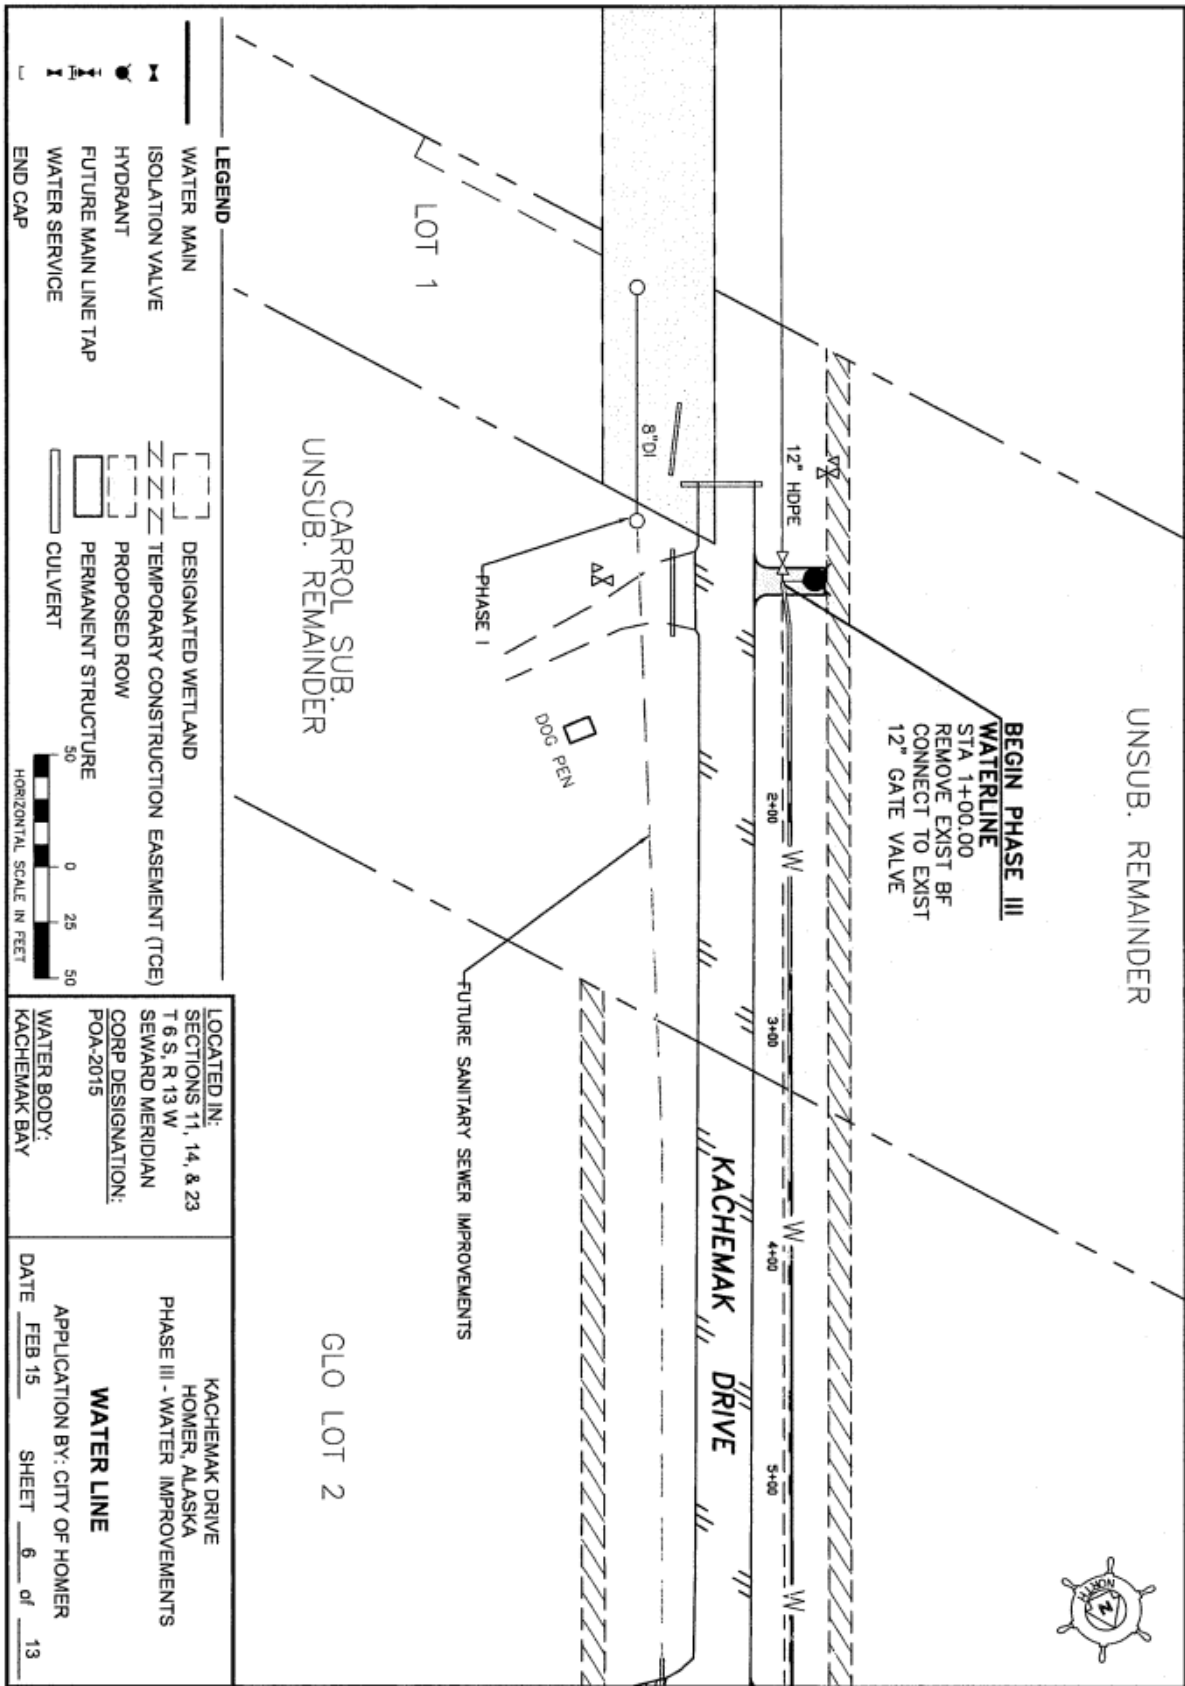 UNSUB. REMAINDER
BEGIN PHASE III
WATERLINE
STA 1+00.00
REMOVE EXIST BF
CONNECT TO EXIST
12" GATE VALVE
NORTH
N
12" HDPE
2+00
W
3+00
W
4+00
5+00
W
KACHEMAK DRIVE
8"DI
PHASE I
DOG PEN
FUTURE SANITARY SEWER IMPROVEMENTS
LOT 1
CARROL SUB.
UNSUB. REMAINDER
GLO LOT 2
LEGEND
WATER MAIN
ISOLATION VALVE
HYDRANT
FUTURE MAIN LINE TAP
WATER SERVICE
END CAP
DESIGNATED WETLAND
TEMPORARY CONSTRUCTION EASEMENT (TCE)
PROPOSED ROW
PERMANENT STRUCTURE
CULVERT
50 0 25 50
HORIZONTAL SCALE IN FEET
LOCATED IN:
SECTIONS 11, 14, & 23
T 6 S, R 13 W
SEWARD MERIDIAN
CORP DESIGNATION:
POA-2015
WATER BODY:
KACHEMAK BAY
KACHEMAK DRIVE
HOMER, ALASKA
PHASE III - WATER IMPROVEMENTS
WATER LINE
APPLICATION BY: CITY OF HOMER
DATE FEB 15 SHEET 6 of 13